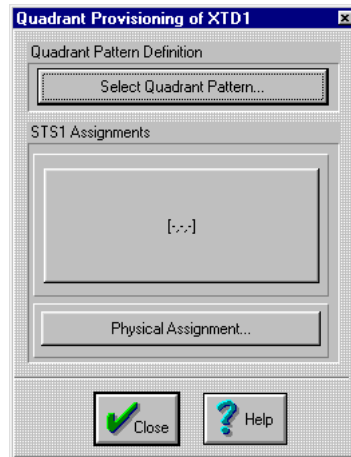 Quadrant Provisioning of XTD1
Quadrant Pattern Definition
Select Quadrant Pattern...
STS1 Assignments
[-,-,-]
Physical Assignment...
Close
Help